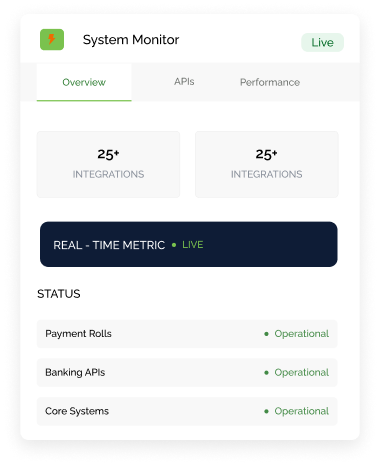 System Monitor
Live
Overview
APIs
Performance
25+
INTEGRATIONS
25+
INTEGRATIONS
REAL - TIME METRIC
LIVE
STATUS
Payment Rolls
Operational
Banking APIs
Operational
Core Systems
Operational